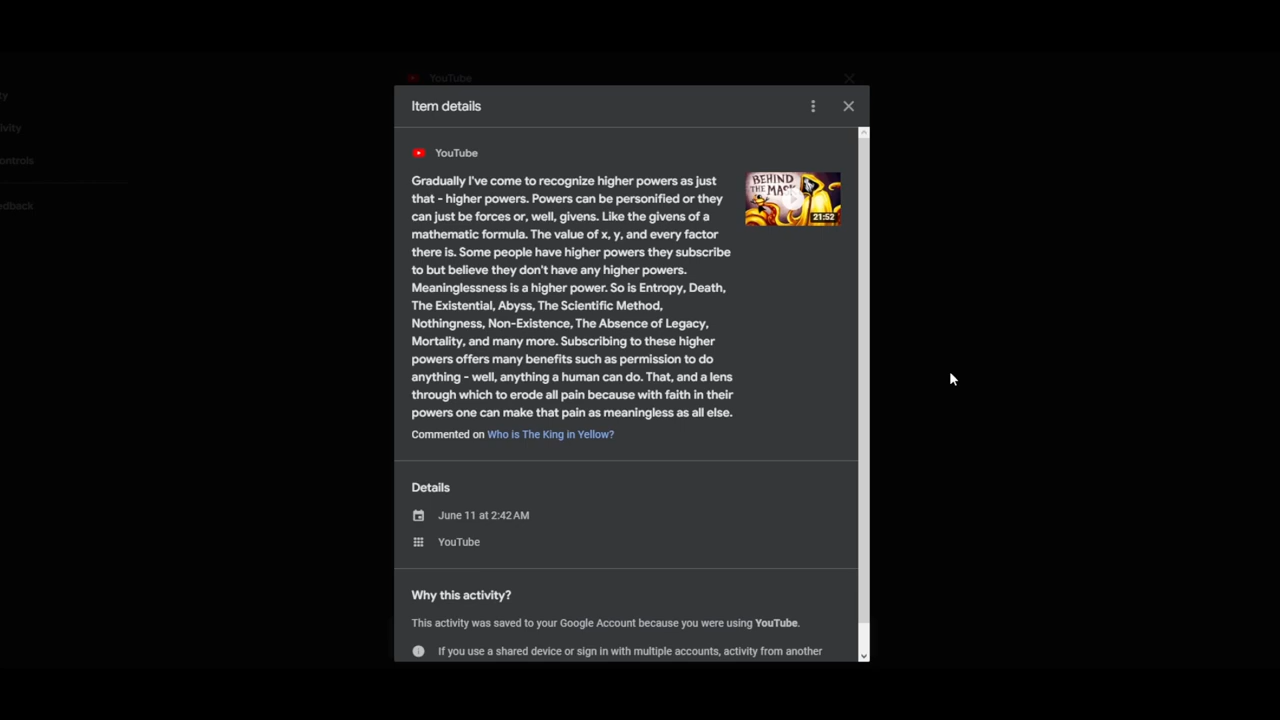 YouTube
ty
ivity
ontrols
edback
Item details
YouTube
Gradually I've come to recognize higher powers as just
that - higher powers. Powers can be personified or they
can just be forces or, well, givens. Like the givens of a
mathematic formula. The value of x, y, and every factor
there is. Some people have higher powers they subscribe
to but believe they don't have any higher powers.
Meaninglessness is a higher power. So is Entropy, Death,
The Existential, Abyss, The Scientific Method,
Nothingness, Non-Existence, The Absence of Legacy,
Mortality, and many more. Subscribing to these higher
powers offers many benefits such as permission to do
anything - well, anything a human can do. That, and a lens
through which to erode all pain because with faith in their
powers one can make that pain as meaningless as all else.
BEHIND
THE MASK
21:52
Commented on Who is The King in Yellow?
Details
June 11 at 2:42 AM
YouTube
Why this activity?
This activity was saved to your Google Account because you were using YouTube.
If you use a shared device or sign in with multiple accounts, activity from another